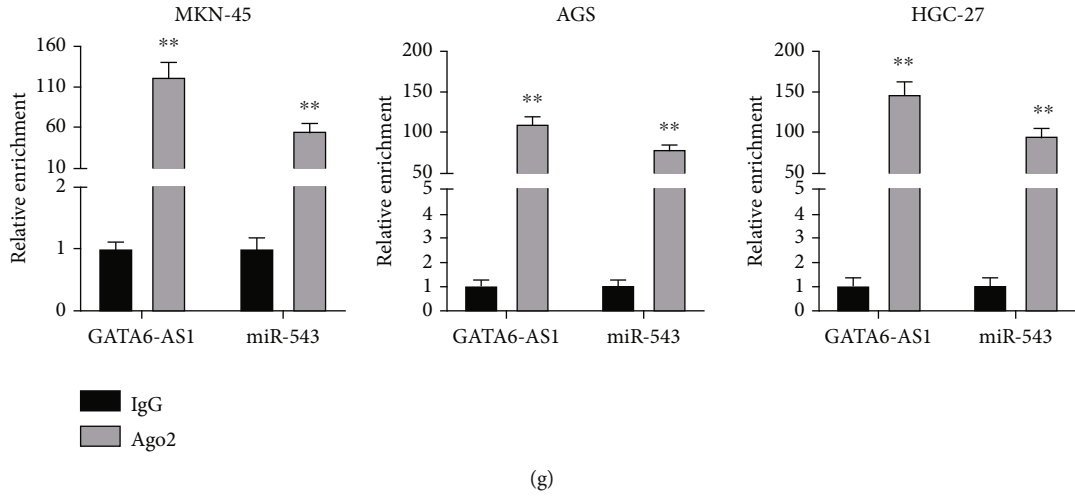 MKN-45
Relative enrichment
160
110
60
10
2
1
0
**
**
GATA6-AS1 miR-543
AGS
Relative enrichment
200
150
100
50
5
4
3
2
1
0
**
**
GATA6-AS1 miR-543
HGC-27
Relative enrichment
200
150
100
50
5
4
3
2
1
0
**
**
GATA6-AS1 miR-543
IgG
Ago2
(g)